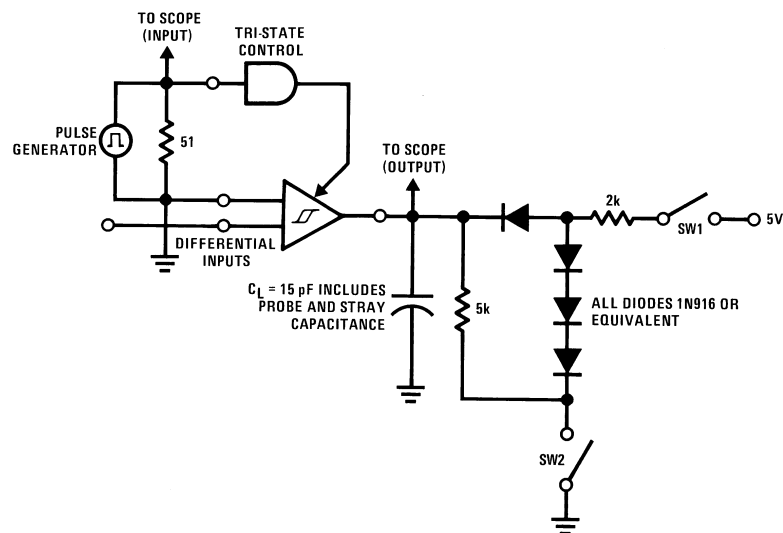 TO SCOPE
(INPUT)
TRI-STATE
CONTROL
PULSE
GENERATOR
51
TO SCOPE
(OUTPUT)
DIFFERENTIAL
INPUTS
2k
SW1
5V
CL = 15 pF INCLUDES
PROBE AND STRAY
CAPACITANCE
5k
ALL DIODES 1N916 OR
EQUIVALENT
SW2